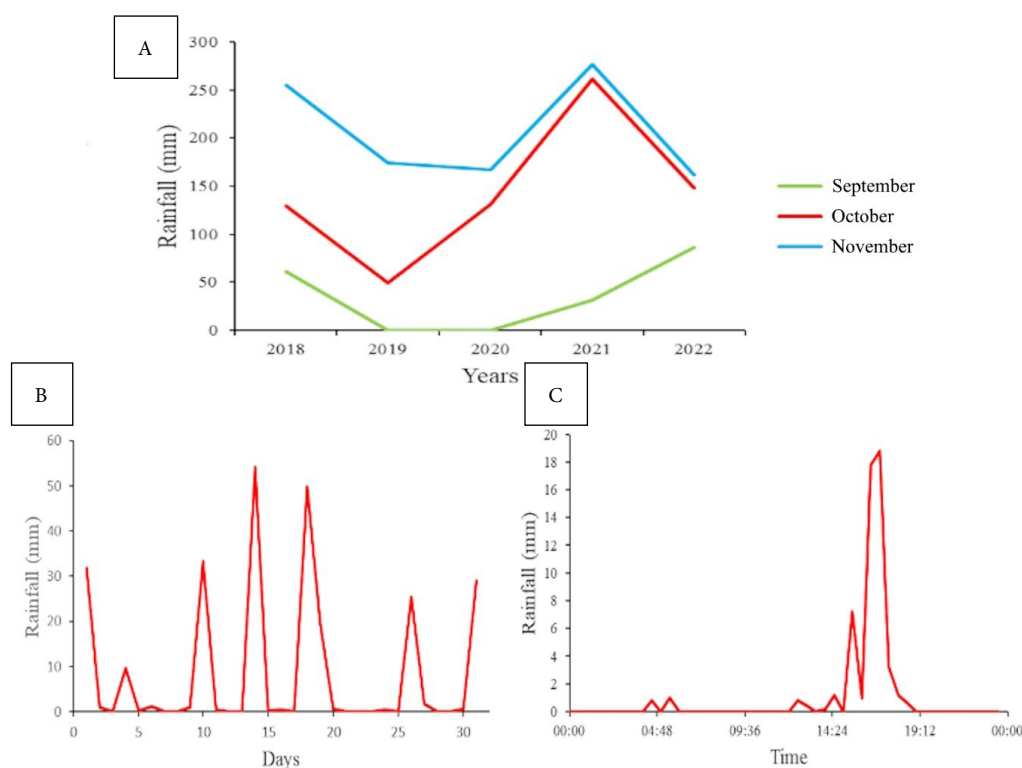 A
300
250
200
150
100
50
0
Rainfall (mm)
2018 2019 2020 2021 2022
Years
September
October
November
B
60
50
40
30
20
10
0
Rainfall (mm)
0 5 10 15 20 25 30
Days
C
20
18
16
14
12
10
8
6
4
2
0
Rainfall (mm)
00:00 04:48 09:36 14:24 19:12 00:00
Time